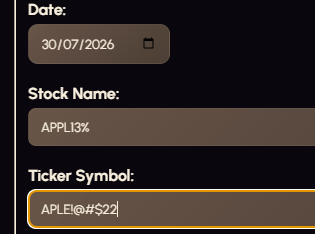 Date:
30/07/2026
Stock Name:
APPL13%
Ticker Symbol:
APLE!@#$22